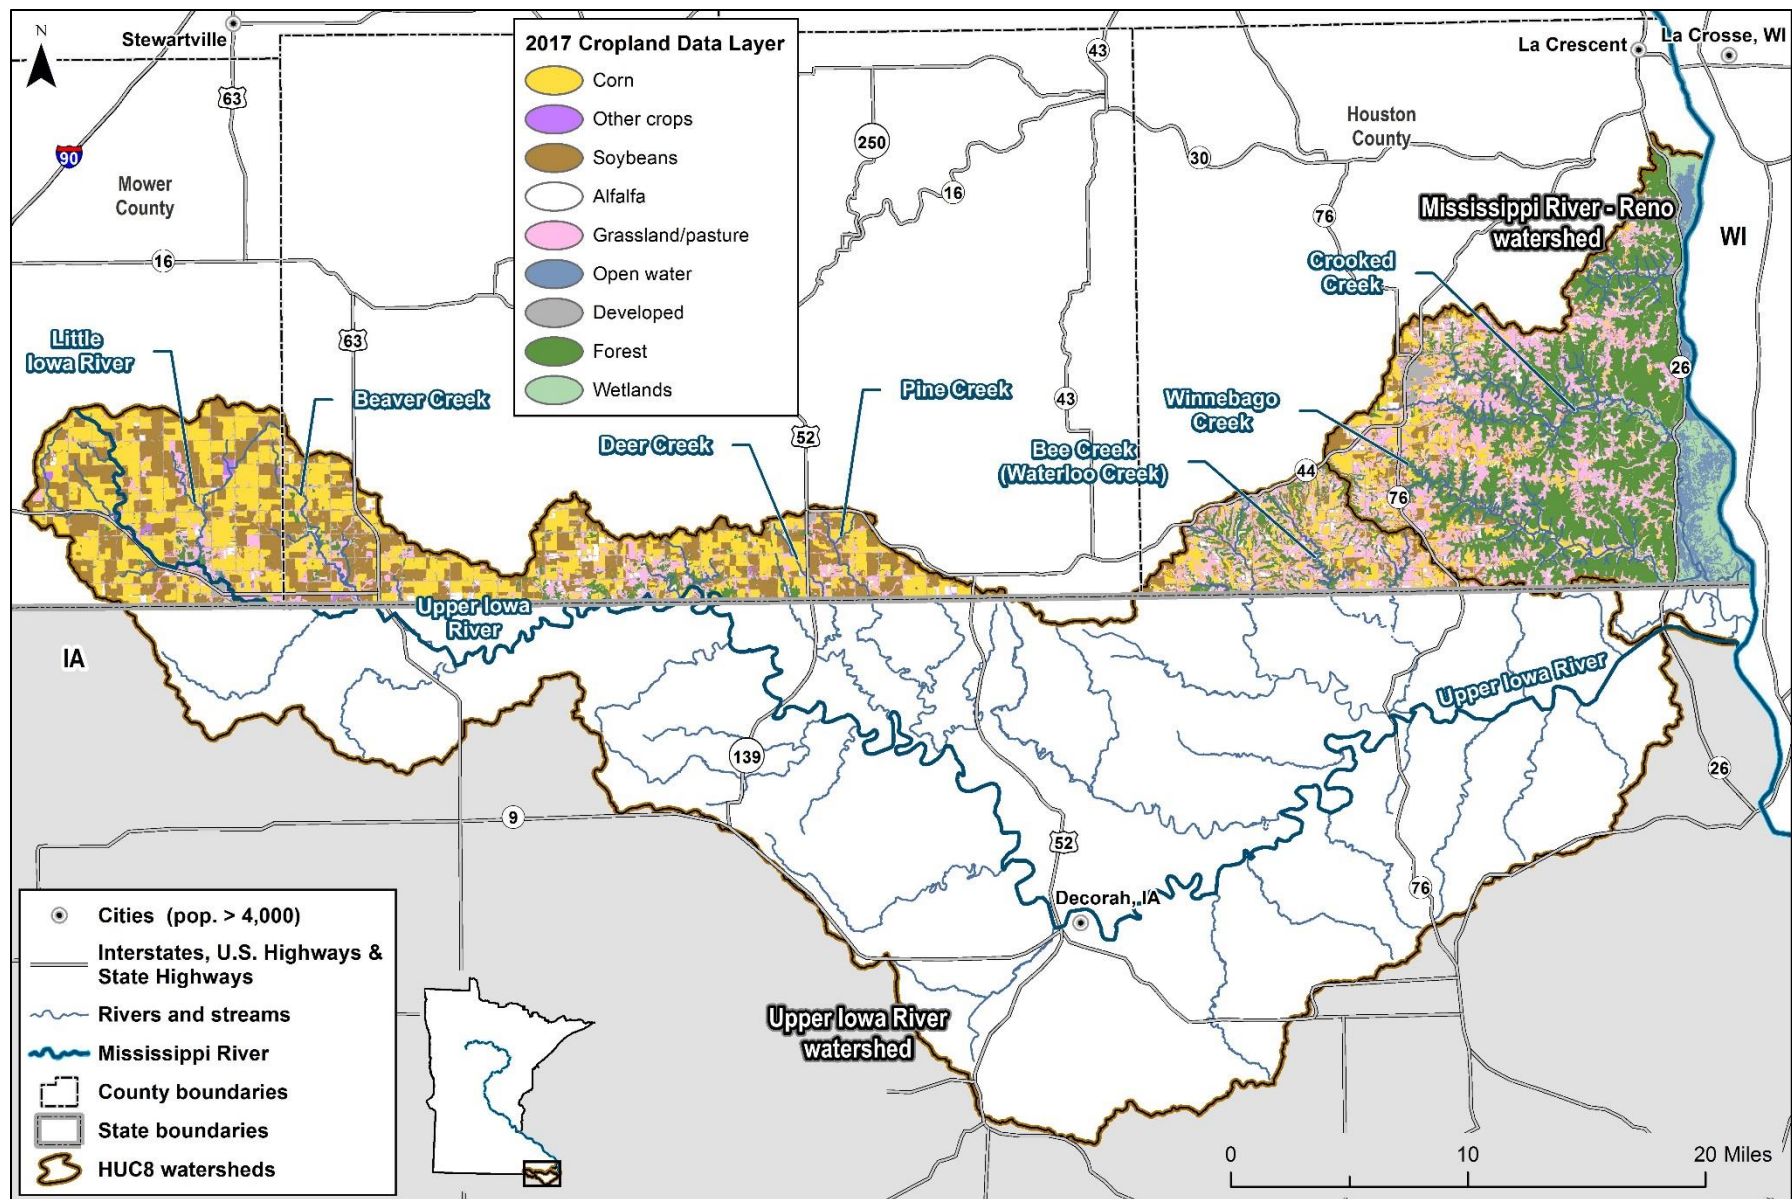 N
Stewartville
63
90
Mower
County
16
2017 Cropland Data Layer
Corn
Other crops
Soybeans
Alfalfa
Grassland/pasture
Open water
Developed
Forest
Wetlands
43
250
16
30
76
Houston
County
La Crescent
La Crosse, WI
WI
Mississippi River - Reno
watershed
Crooked
Creek
26
Winnebago
Creek
Bee Creek
(Waterloo Creek)
44
76
43
Little
Iowa River
63
Beaver Creek
Deer Creek
52
Pine Creek
Upper Iowa
River
IA
Upper Iowa River
139
9
52
Decorah, IA
76
26
Upper Iowa River
watershed
Cities (pop. > 4,000)
Interstates, U.S. Highways &
State Highways
Rivers and streams
Mississippi River
County boundaries
State boundaries
HUC8 watersheds
0 10 20 Miles